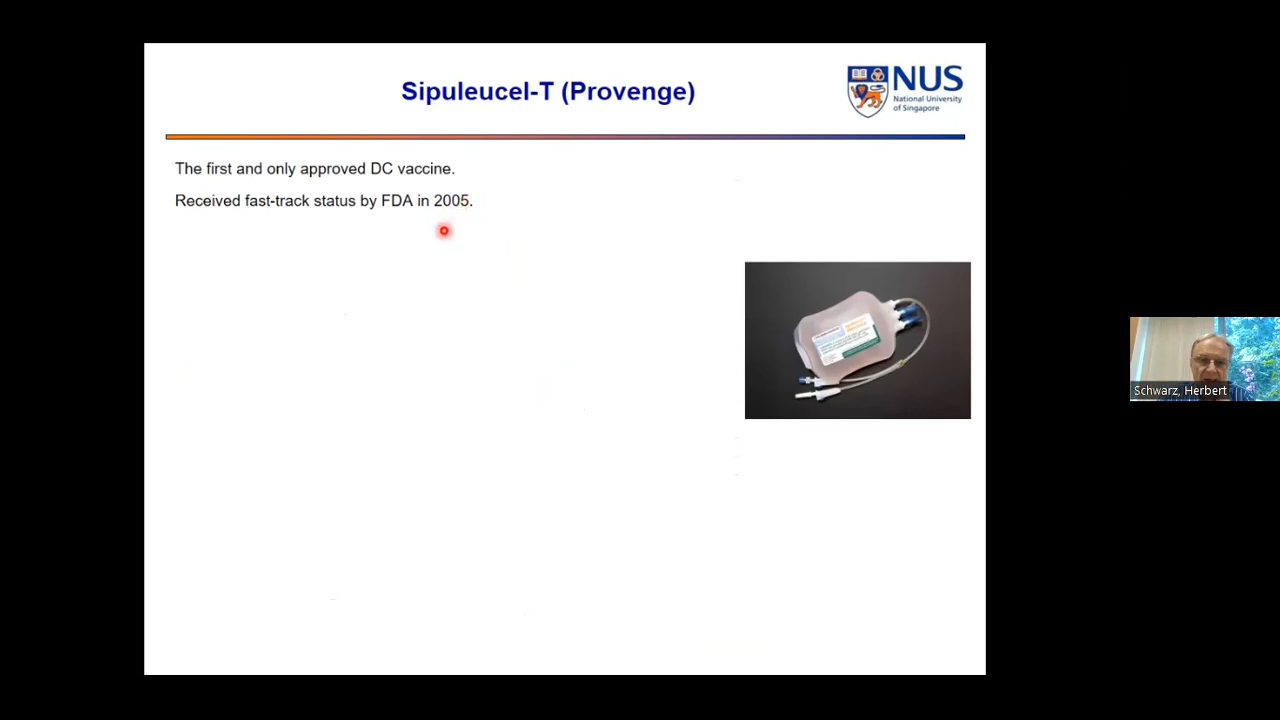 Sipuleucel-T (Provenge)
NUS
National University
of Singapore
The first and only approved DC vaccine.
Received fast-track status by FDA in 2005.
Schwarz, Herbert